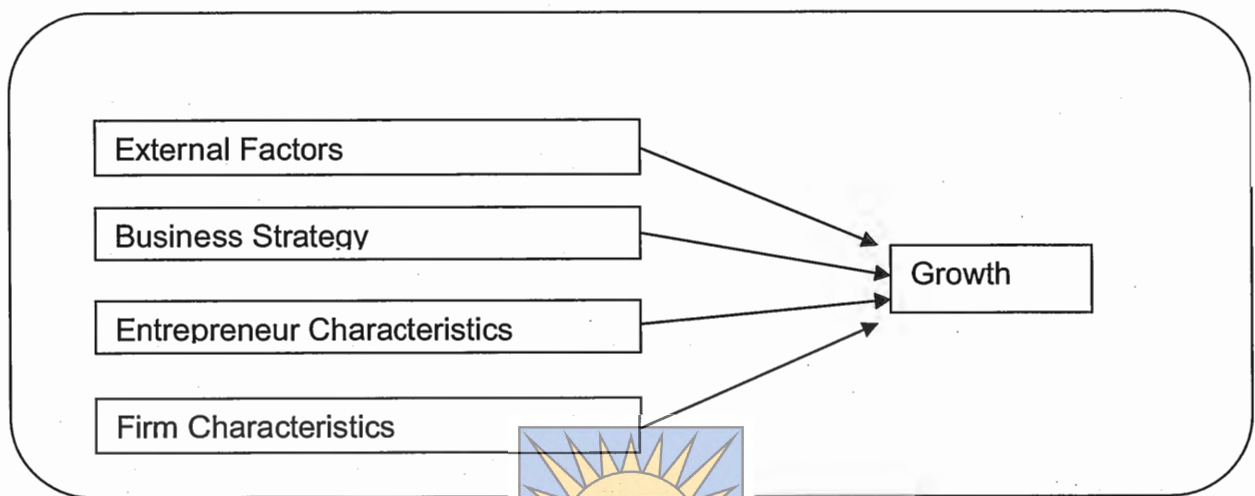 External Factors
Business Strategy
Growth
Entrepreneur Characteristics
Firm Characteristics